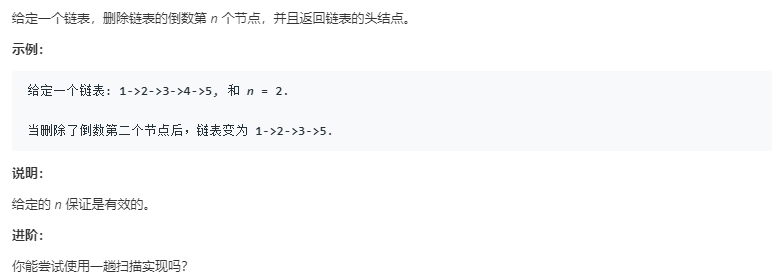 给定一个链表，删除链表的倒数第 n 个节点，并且返回链表的头结点。
示例：
给定一个链表: 1->2->3->4->5, 和 n = 2.
当删除了倒数第二个节点后，链表变为 1->2->3->5.
说明：
给定的 n 保证是有效的。
进阶：
你能尝试使用一趟扫描实现吗？